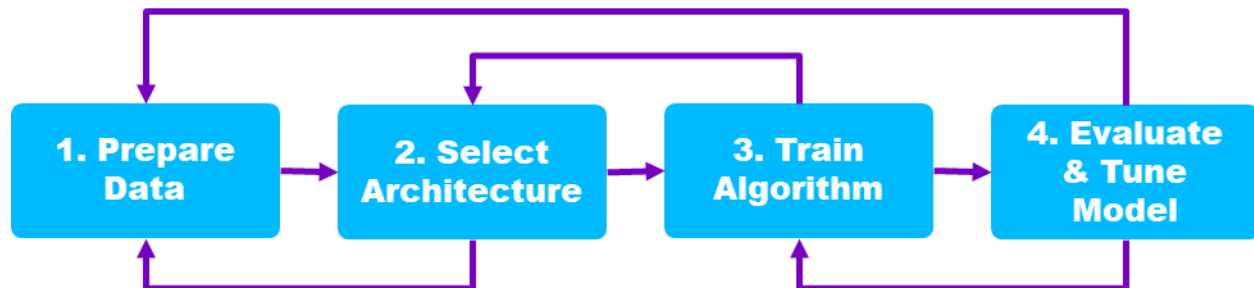 1. Prepare
Data
2. Select
Architecture
3. Train
Algorithm
4. Evaluate
& Tune
Model